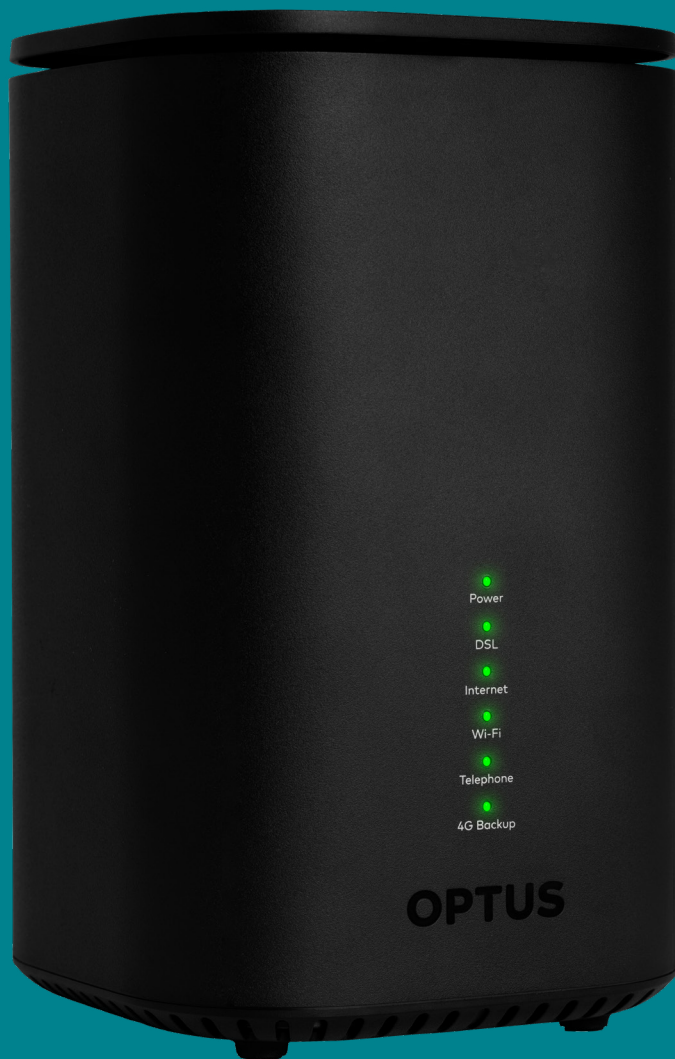 Power
DSL
Internet
Wi-Fi
Telephone
4G Backup
OPTUS